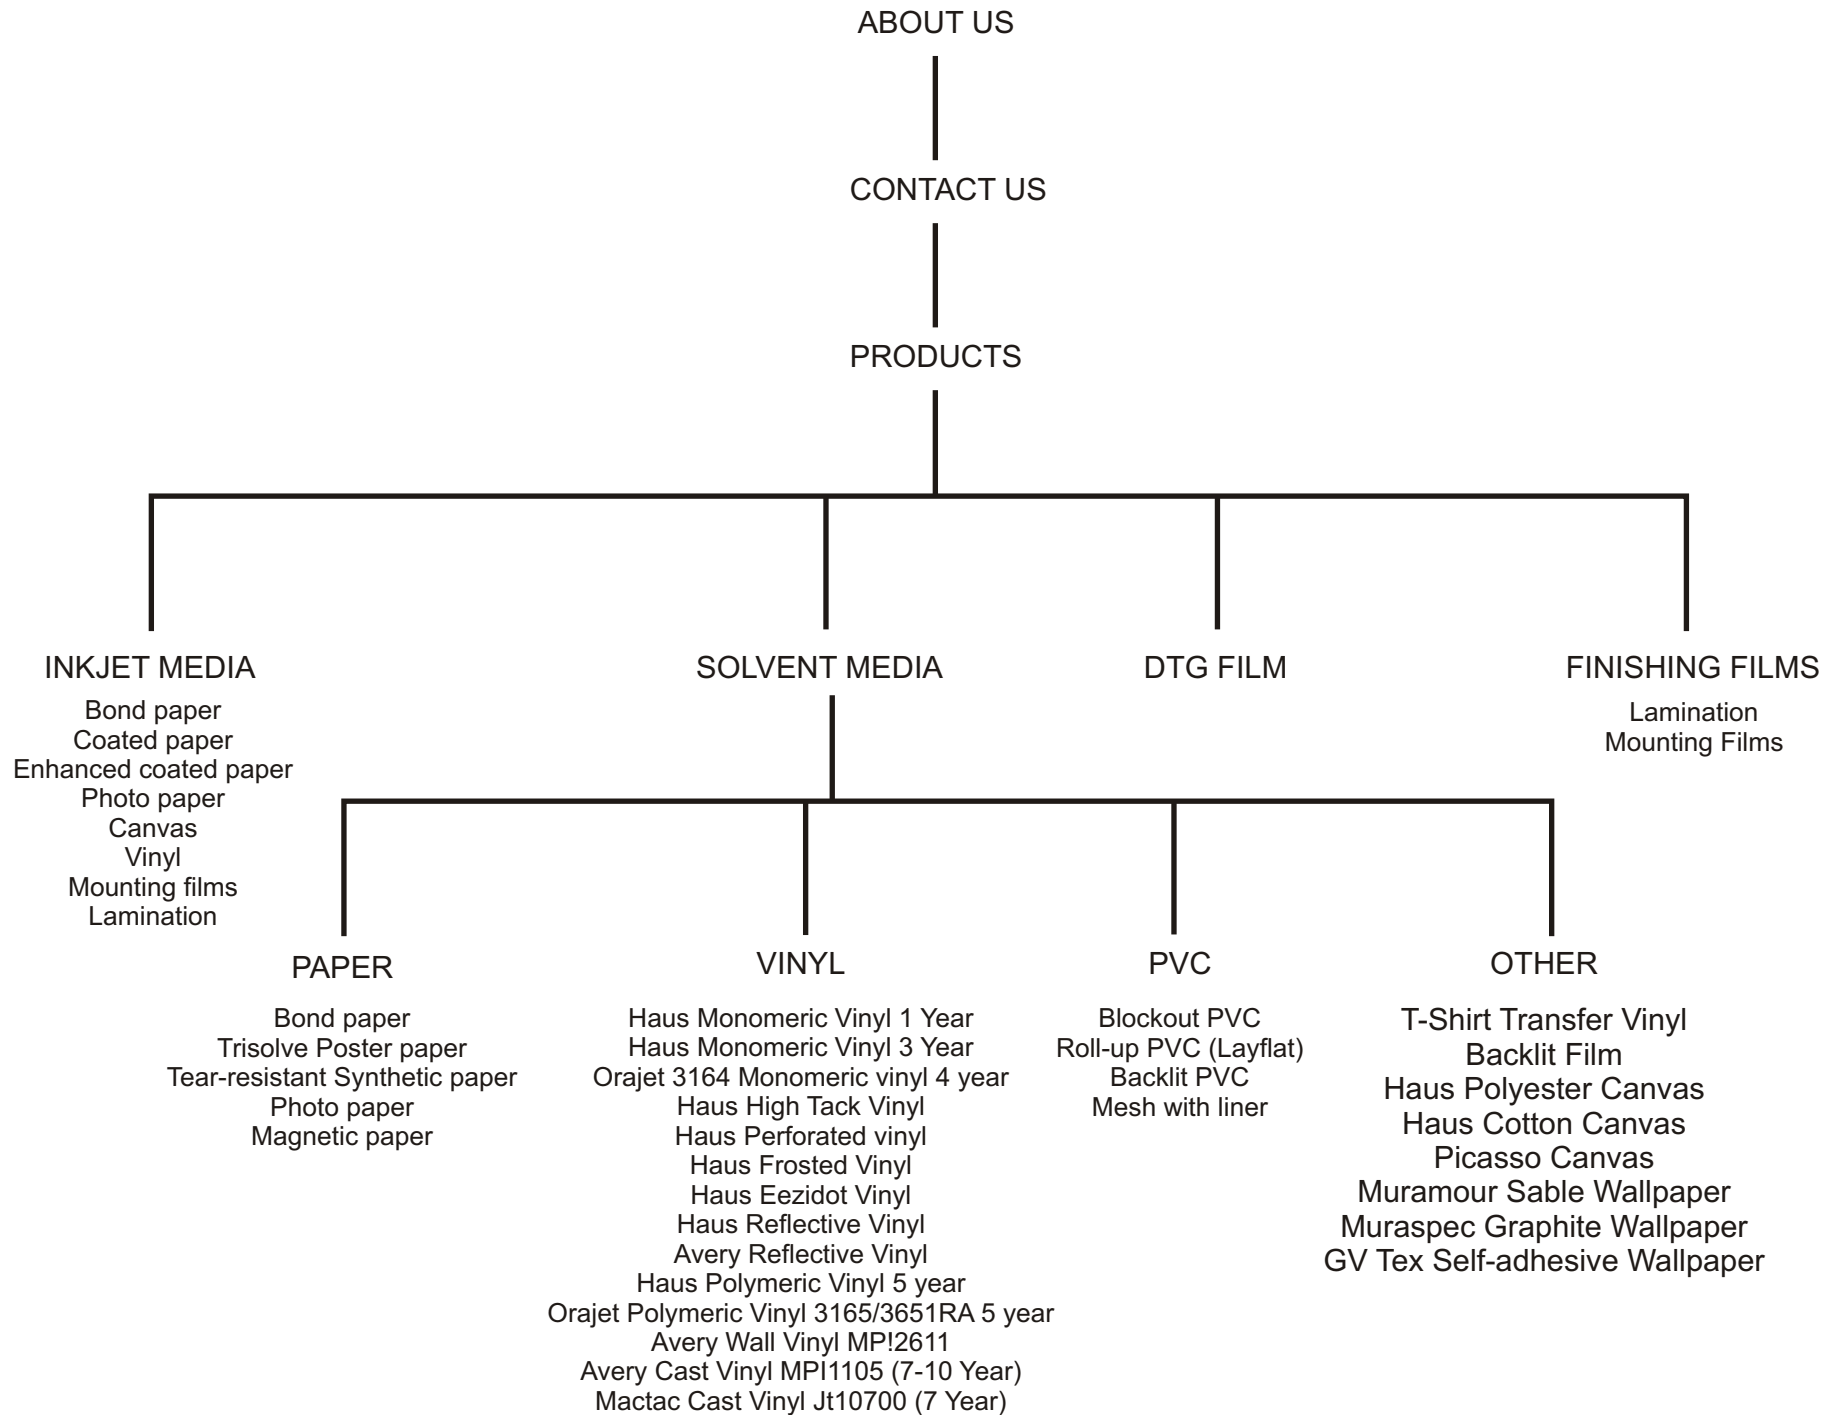 ABOUT US
CONTACT US
PRODUCTS
INKJET MEDIA
Bond paper
Coated paper
Enhanced coated paper
Photo paper
Canvas
Vinyl
Mounting films
Lamination
SOLVENT MEDIA
DTG FILM
FINISHING FILMS
Lamination
Mounting Films
PAPER
Bond paper
Trisolve Poster paper
Tear-resistant Synthetic paper
Photo paper
Magnetic paper
VINYL
Haus Monomeric Vinyl 1 Year
Haus Monomeric Vinyl 3 Year
Orajet 3164 Monomeric vinyl 4 year
Haus High Tack Vinyl
Haus Perforated vinyl
Haus Frosted Vinyl
Haus Eezidot Vinyl
Haus Reflective Vinyl
Avery Reflective Vinyl
Haus Polymeric Vinyl 5 year
Orajet Polymeric Vinyl 3165/3651RA 5 year
Avery Wall Vinyl MP!2611
Avery Cast Vinyl MPI1105 (7-10 Year)
Mactac Cast Vinyl Jt10700 (7 Year)
PVC
Blockout PVC
Roll-up PVC (Layflat)
Backlit PVC
Mesh with liner
OTHER
T-Shirt Transfer Vinyl
Backlit Film
Haus Polyester Canvas
Haus Cotton Canvas
Picasso Canvas
Muramour Sable Wallpaper
Muraspec Graphite Wallpaper
GV Tex Self-adhesive Wallpaper